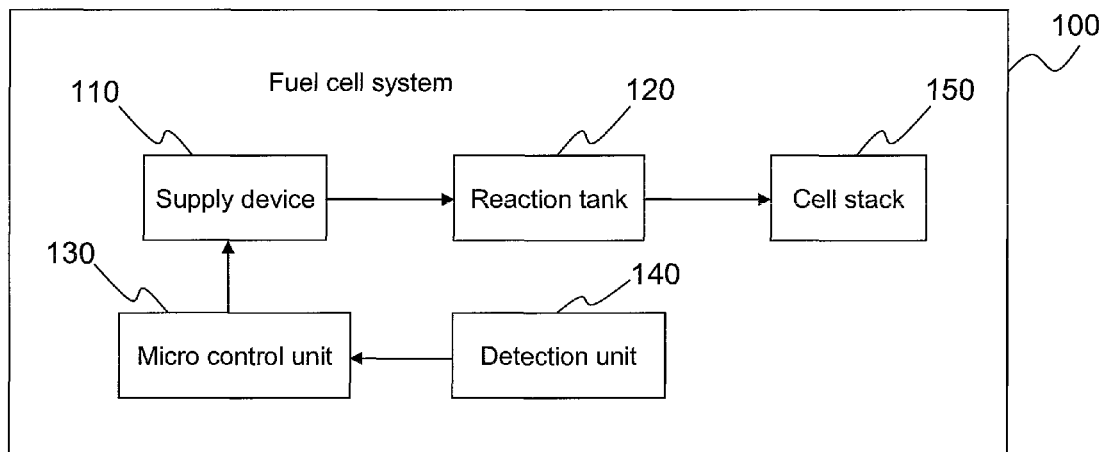 100
Fuel cell system
110
120
150
Supply device
Reaction tank
Cell stack
130
140
Micro control unit
Detection unit